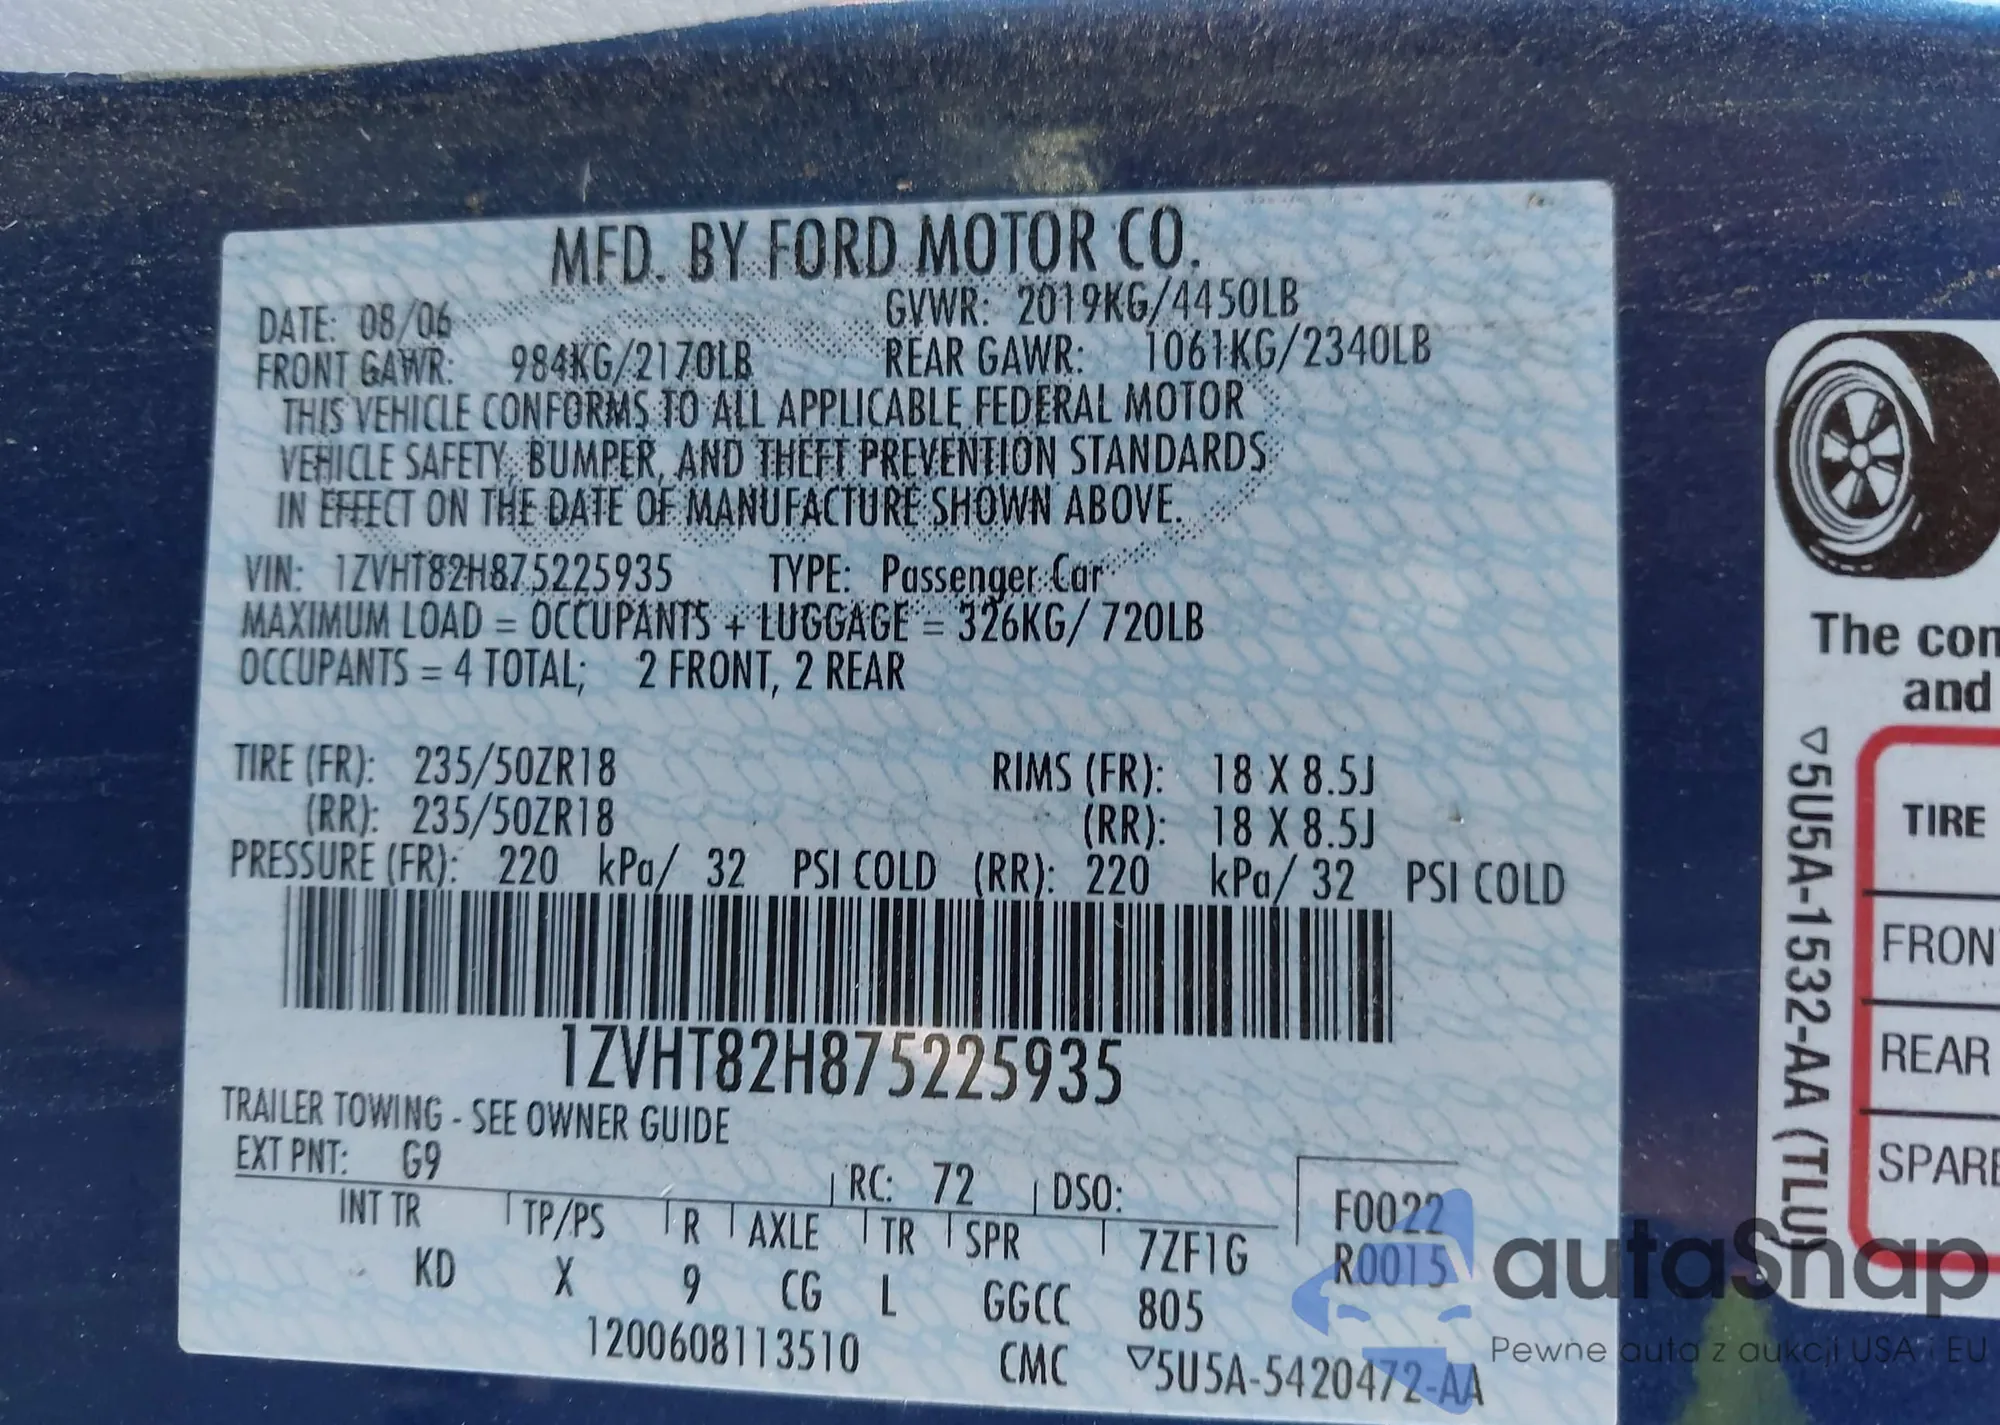 MFD. BY FORD MOTOR CO.
DATE: 08/06
GVWR: 2019KG/4450LB
FRONT GAWR: 984KG/2170LB
REAR GAWR: 1061KG/2340LB
THIS VEHICLE CONFORMS TO ALL APPLICABLE FEDERAL MOTOR
VEHICLE SAFETY, BUMPER, AND THEFT PREVENTION STANDARDS
IN EFFECT ON THE DATE OF MANUFACTURE SHOWN ABOVE.
VIN: 1ZVHT82H875225935 TYPE: Passenger Car
MAXIMUM LOAD = OCCUPANTS + LUGGAGE = 326KG/ 720LB
OCCUPANTS = 4 TOTAL; 2 FRONT, 2 REAR
TIRE (FR): 235/50ZR18 RIMS (FR): 18 X 8.5J
(RR): 235/50ZR18 (RR): 18 X 8.5J
PRESSURE (FR): 220 kPa/ 32 PSI COLD (RR): 220 kPa/ 32 PSI COLD
1ZVHT82H875225935
TRAILER TOWING - SEE OWNER GUIDE
EXT PNT: G9 RC: 72 DSO: F0022
INT TR TP/PS R AXLE TR SPR 7ZF1G R0015
KD X 9 CG L GGCC 805
1200608113510 CMC ▽5U5A-5420472-AA
The con
and
▽5U5A-1532-AA (TLU)
TIRE
FRON
REAR
SPARE
autaSnap
Pewne auta z aukcji USA i EU